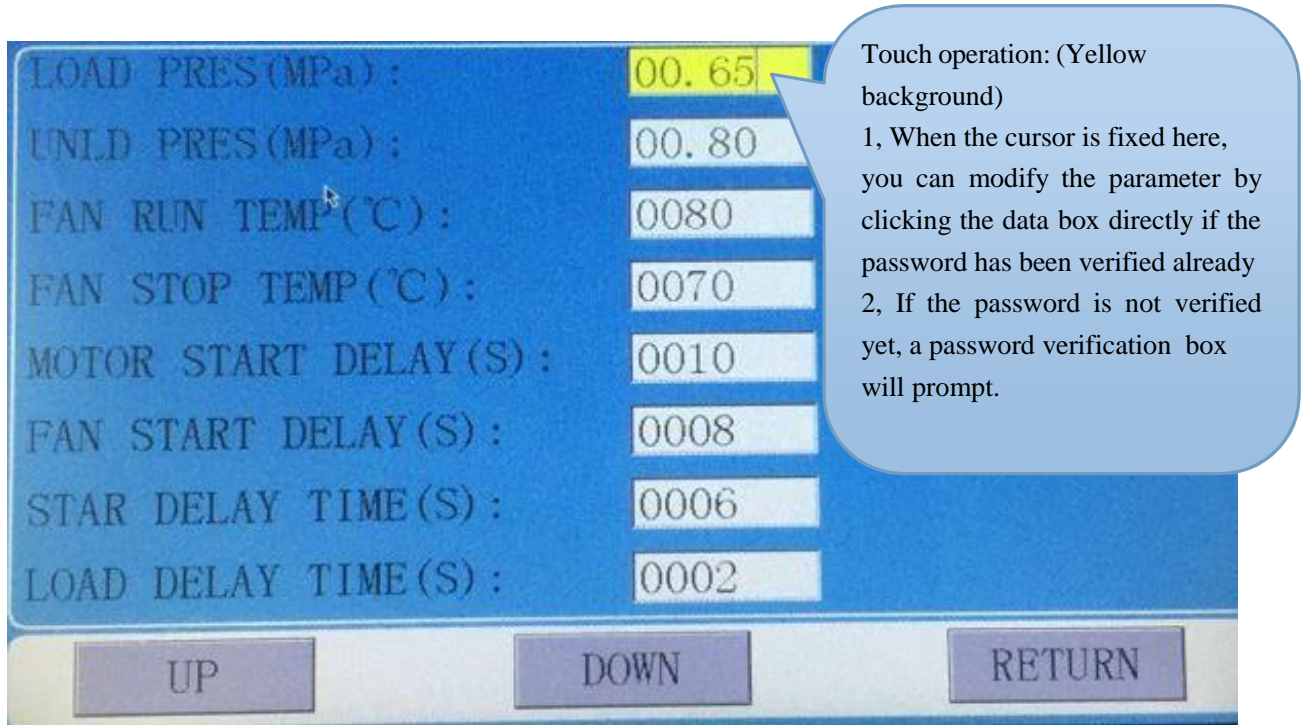 LOAD PRES(MPa): 00.65
UNLD PRES(MPa): 00.80
FAN RUN TEMP(℃): 0080
FAN STOP TEMP(℃): 0070
MOTOR START DELAY(S): 0010
FAN START DELAY(S): 0008
STAR DELAY TIME(S): 0006
LOAD DELAY TIME(S): 0002
UP DOWN RETURN
Touch operation: (Yellow
background)
1, When the cursor is fixed here,
you can modify the parameter by
clicking the data box directly if the
password has been verified already
2, If the password is not verified
yet, a password verification box
will prompt.